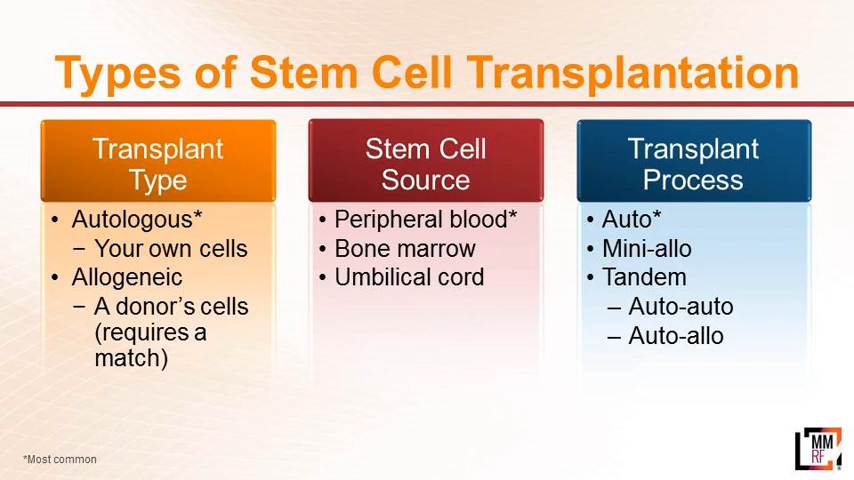 Types of Stem Cell Transplantation
Transplant
Type
• Autologous*
− Your own cells
• Allogeneic
− A donor's cells
(requires a
match)
Stem Cell
Source
• Peripheral blood*
• Bone marrow
• Umbilical cord
Transplant
Process
• Auto*
• Mini-allo
• Tandem
– Auto-auto
– Auto-allo
*Most common
MM
RF